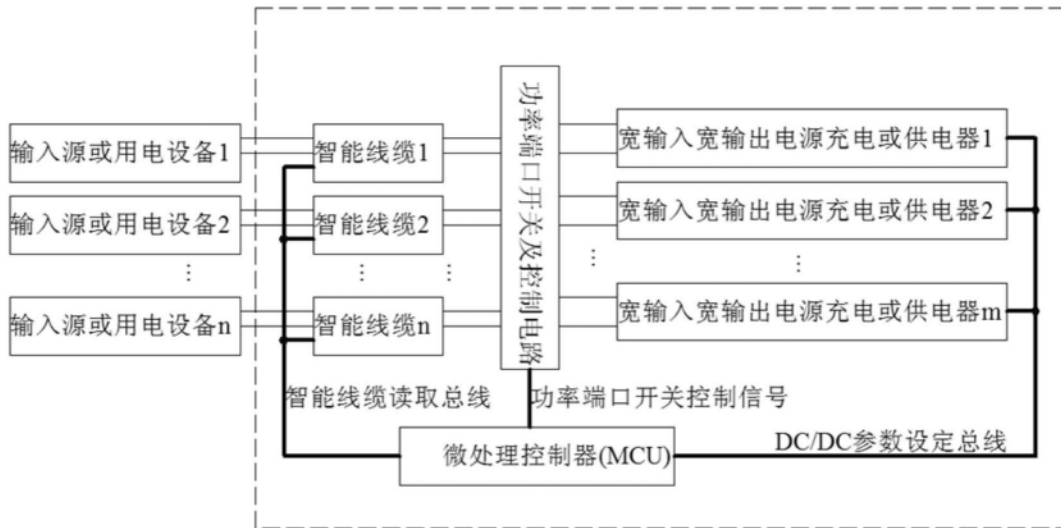 功率端口开关及控制电路
输入源或用电设备1
智能线缆1
宽输入宽输出电源充电或供电器1
输入源或用电设备2
智能线缆2
宽输入宽输出电源充电或供电器2
...
...
...
...
...
输入源或用电设备n
智能线缆n
宽输入宽输出电源充电或供电器m
智能线缆读取总线
功率端口开关控制信号
微处理控制器(MCU)
DC/DC参数设定总线